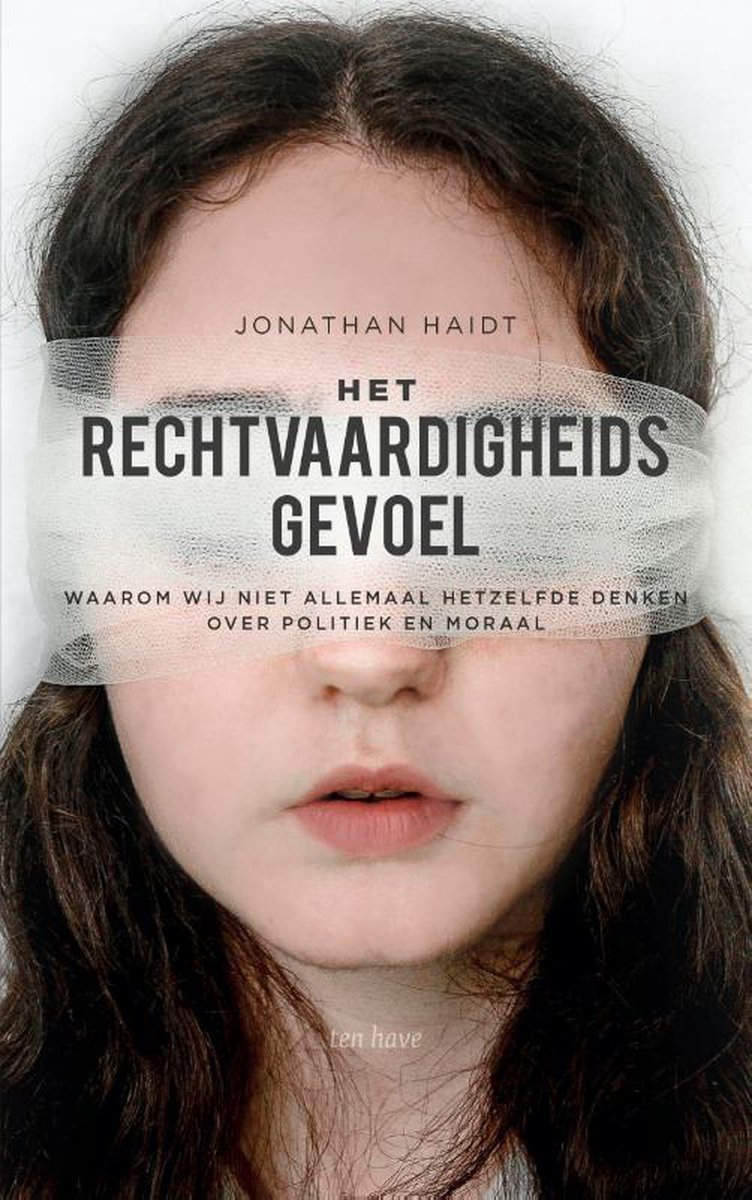 JONATHAN HAIDT
HET
RECHTVAARDIGHEIDS
GEVOEL
WAAROM WIJ NIET ALLEMAAL HETZELFDE DENKEN
OVER POLITIEK EN MORAAL
ten have